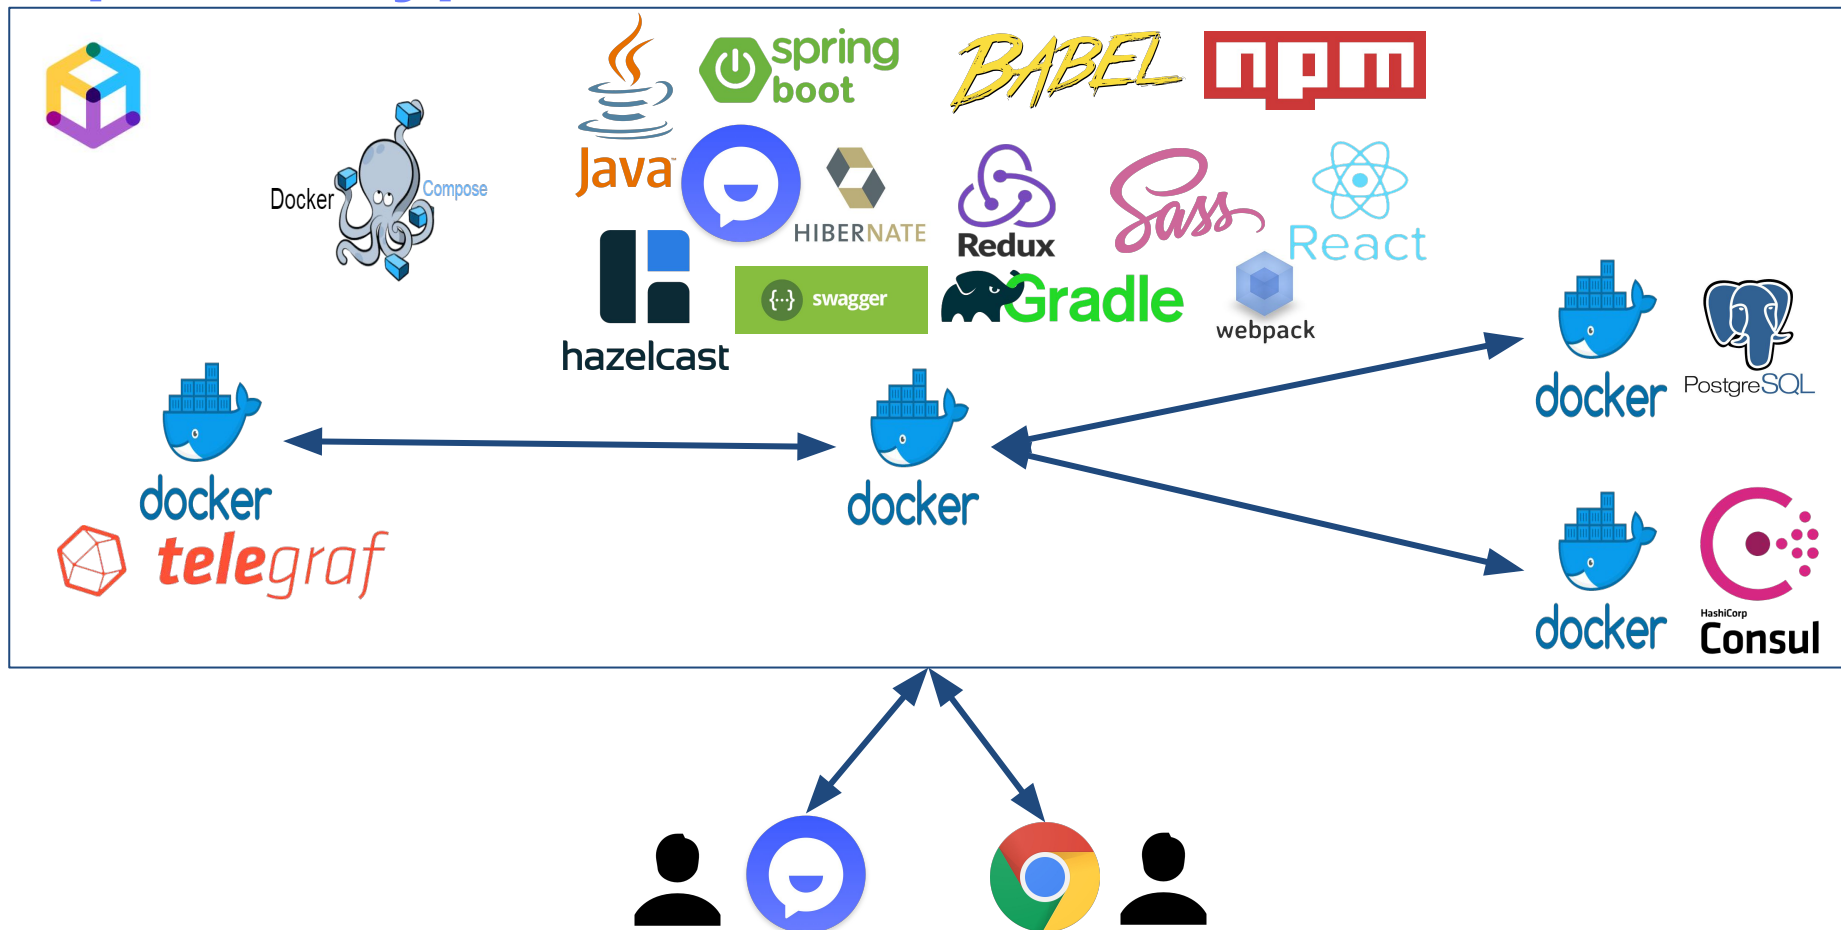 spring
boot
BABEL
npm
Java
Docker
Compose
HIBERNATE
Redux
Sass
React
hazelcast
{...} swagger
Gradle
webpack
docker
telegraf
docker
docker
PostgreSQL
docker
HashiCorp
Consul